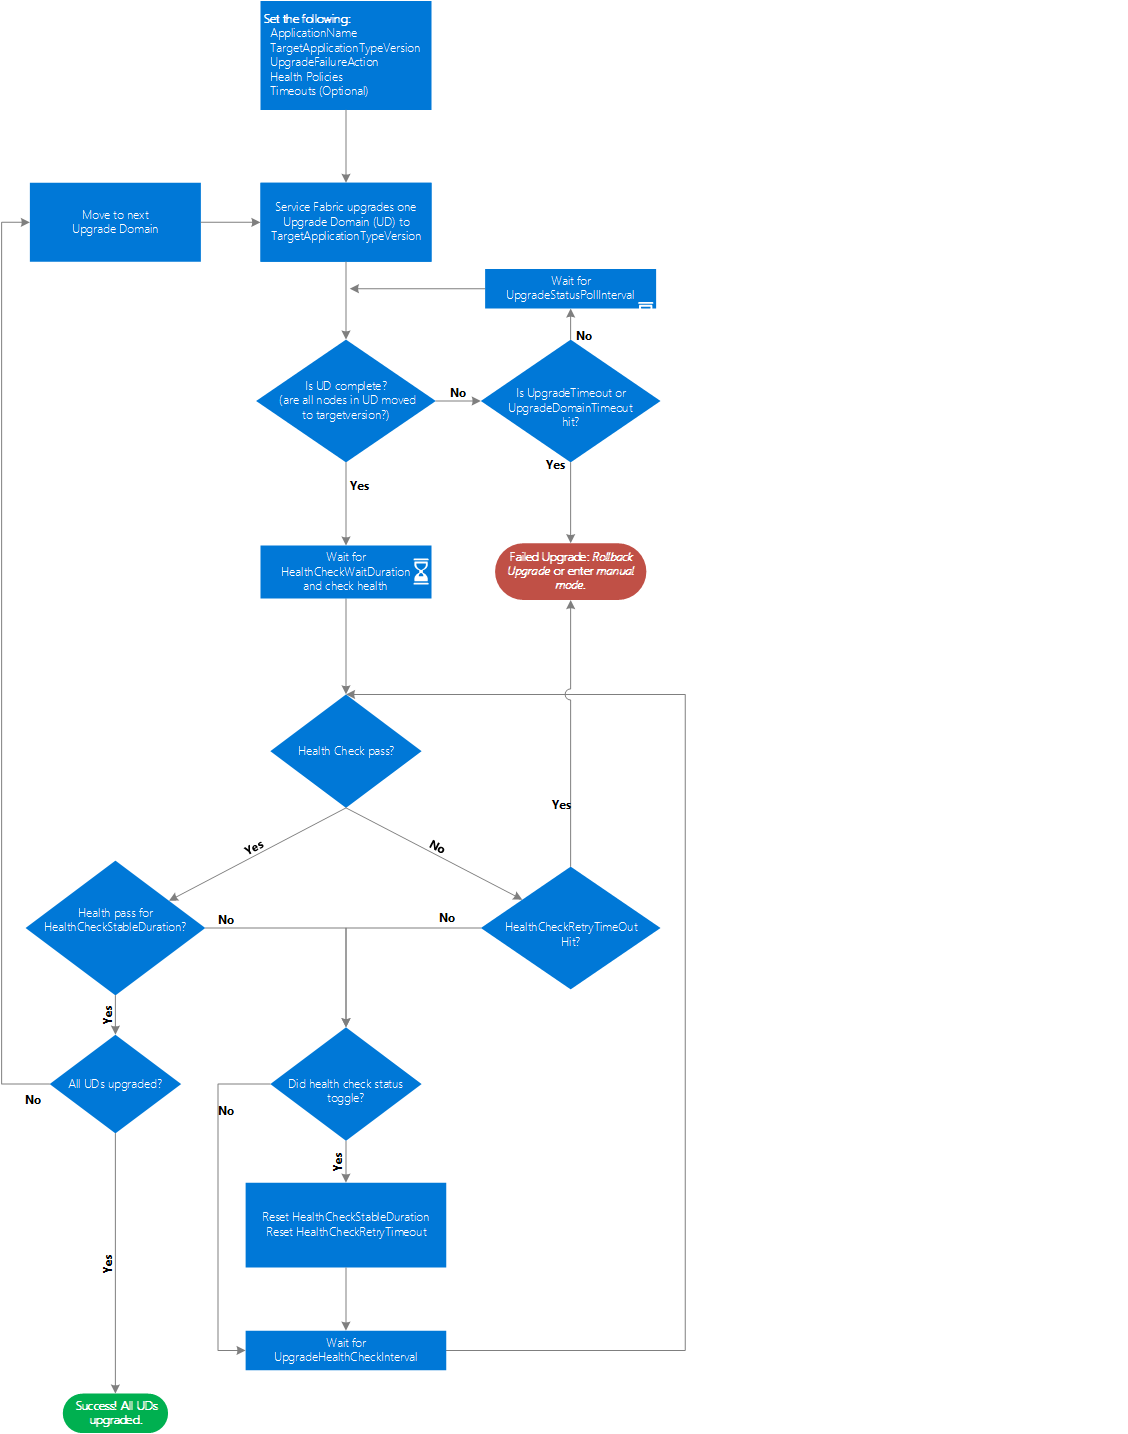 Set the following:
ApplicationName
TargetApplicationTypeVersion
UpgradeFailureAction
Health Policies
Timeouts (Optional)
Move to next
Upgrade Domain
Service Fabric upgrades one
Upgrade Domain (UD) to
TargetApplicationTypeVersion
Wait for
UpgradeStatusPollInterval
No
Is UD complete?
(are all nodes in UD moved
to targetversion?)
No
Is UpgradeTimeout or
UpgradeDomainTimeout
hit?
Yes
Yes
Wait for
HealthCheckWaitDuration
and check health
Failed Upgrade: Rollback
Upgrade or enter manual
mode.
Health Check pass?
Yes
Yes
No
Health pass for
HealthCheckStableDuration?
No
No
HealthCheckRetryTimeOut
Hit?
Yes
All UDs upgraded?
No
Did health check status
toggle?
No
Yes
Reset HealthCheckStableDuration
Reset HealthCheckRetryTimeout
Yes
Wait for
UpgradeHealthCheckInterval
Success! All UDs
upgraded.